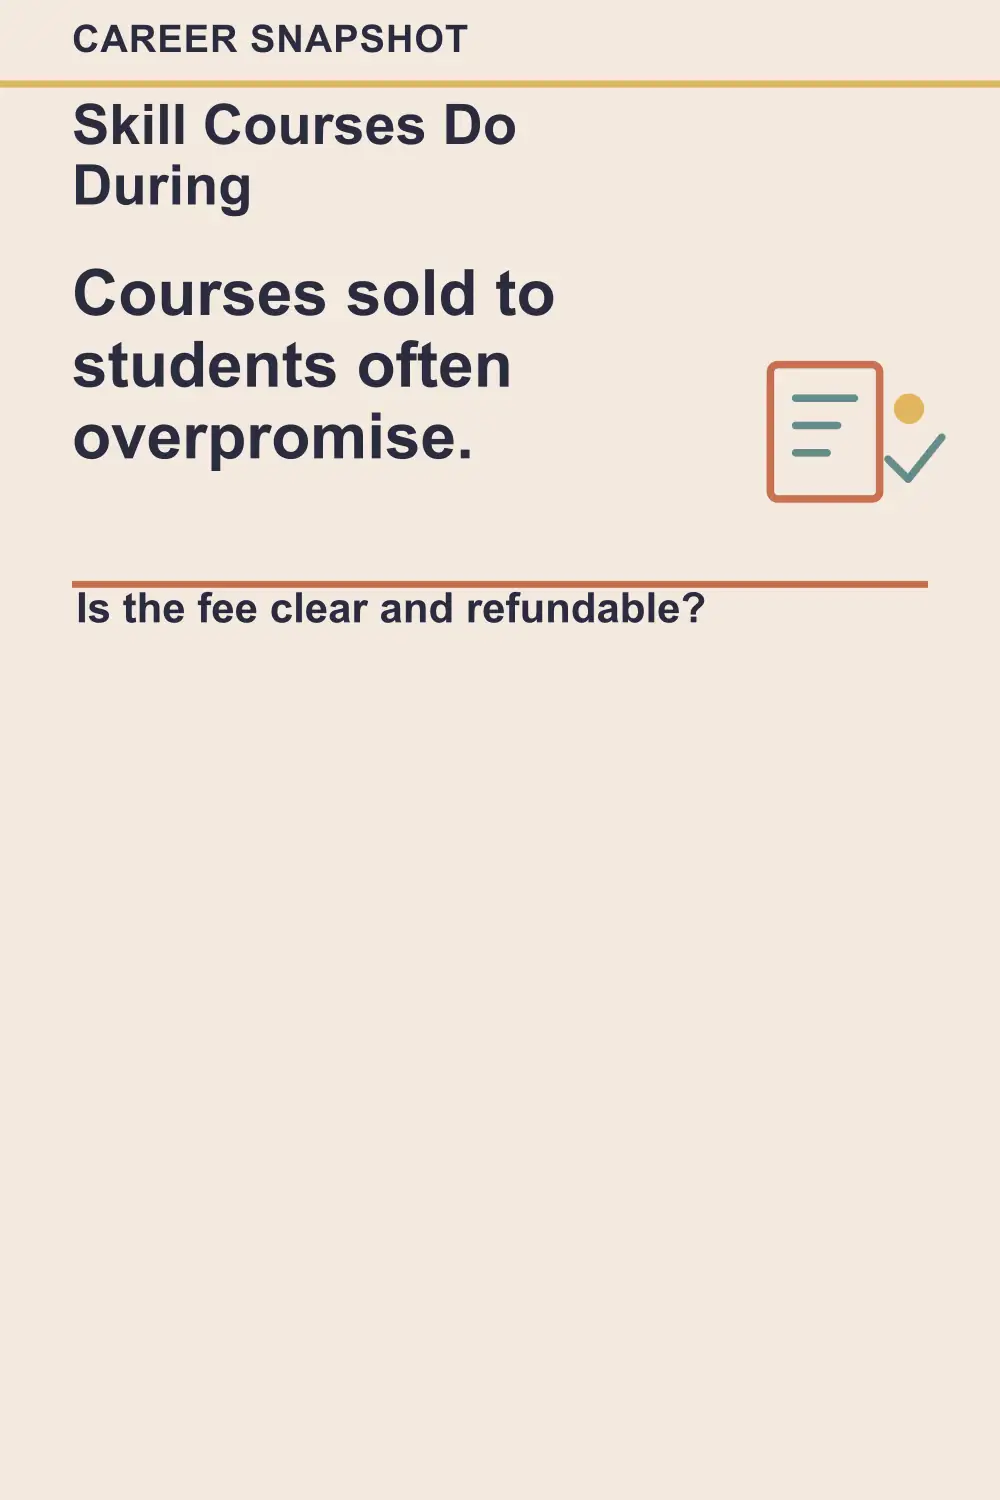 CAREER SNAPSHOT
Skill Courses Do
During
Courses sold to
students often
overpromise.
Is the fee clear and refundable?